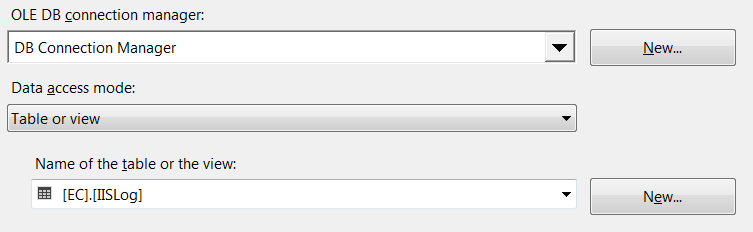 OLE DB connection manager:
DB Connection Manager
New...
Data access mode:
Table or view
Name of the table or the view:
[EC].[IISLog]
New...